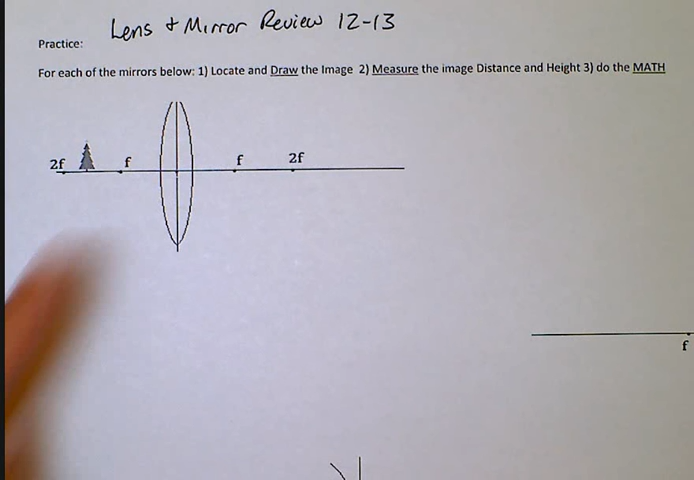 Lens & Mirror Review 12-13
Practice:
For each of the mirrors below: 1) Locate and Draw the Image 2) Measure the image Distance and Height 3) do the MATH
2f f f 2f
f